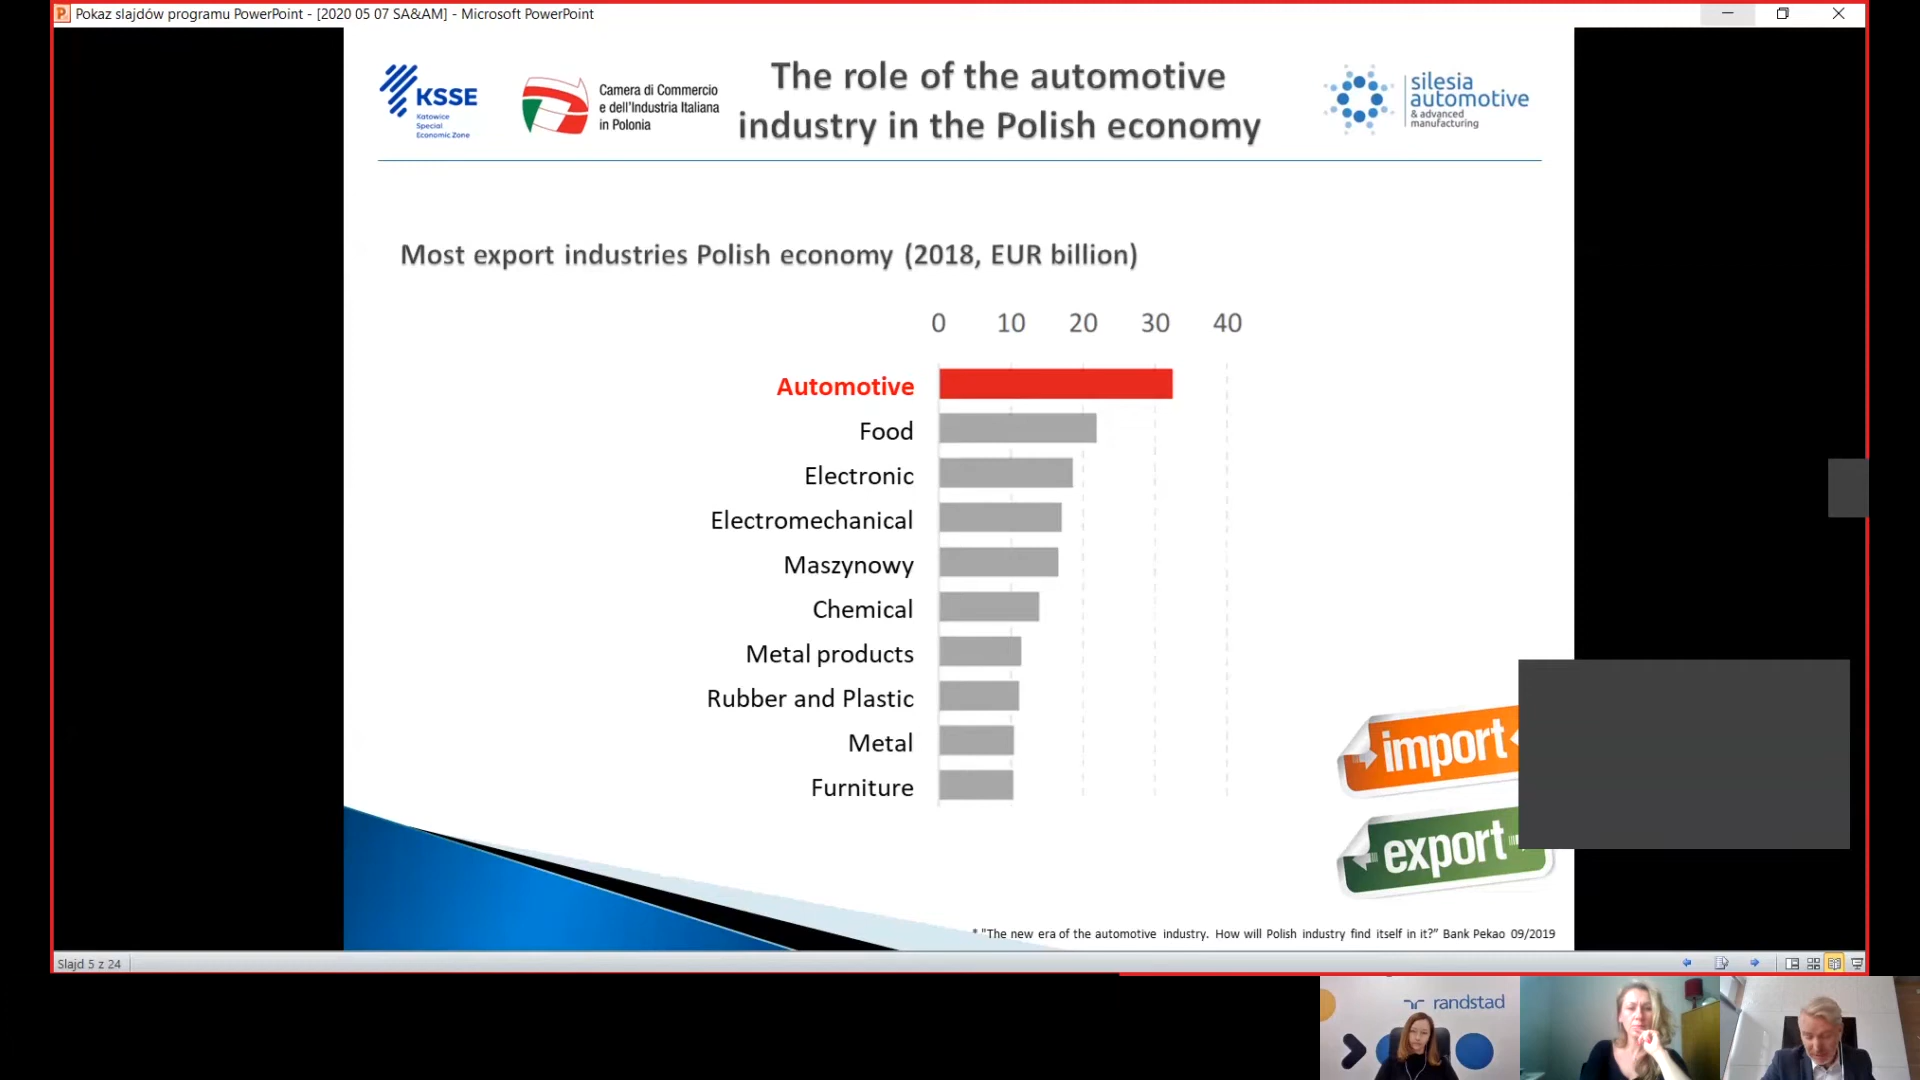 Pokaz slajdów programu PowerPoint - [2020 05 07 SA&AM] - Microsoft PowerPoint
KSSE
Katowice
Special
Economic Zone
Camera di Commercio
e dell'Industria Italiana
in Polonia
The role of the automotive
industry in the Polish economy
silesia
automotive
& advanced
manufacturing
Most export industries Polish economy (2018, EUR billion)
0 10 20 30 40
Automotive
Food
Electronic
Electromechanical
Maszynowy
Chemical
Metal products
Rubber and Plastic
Metal
Furniture
import
export
* "The new era of the automotive industry. How will Polish industry find itself in it?" Bank Pekao 09/2019
Slajd 5 z 24
randstad